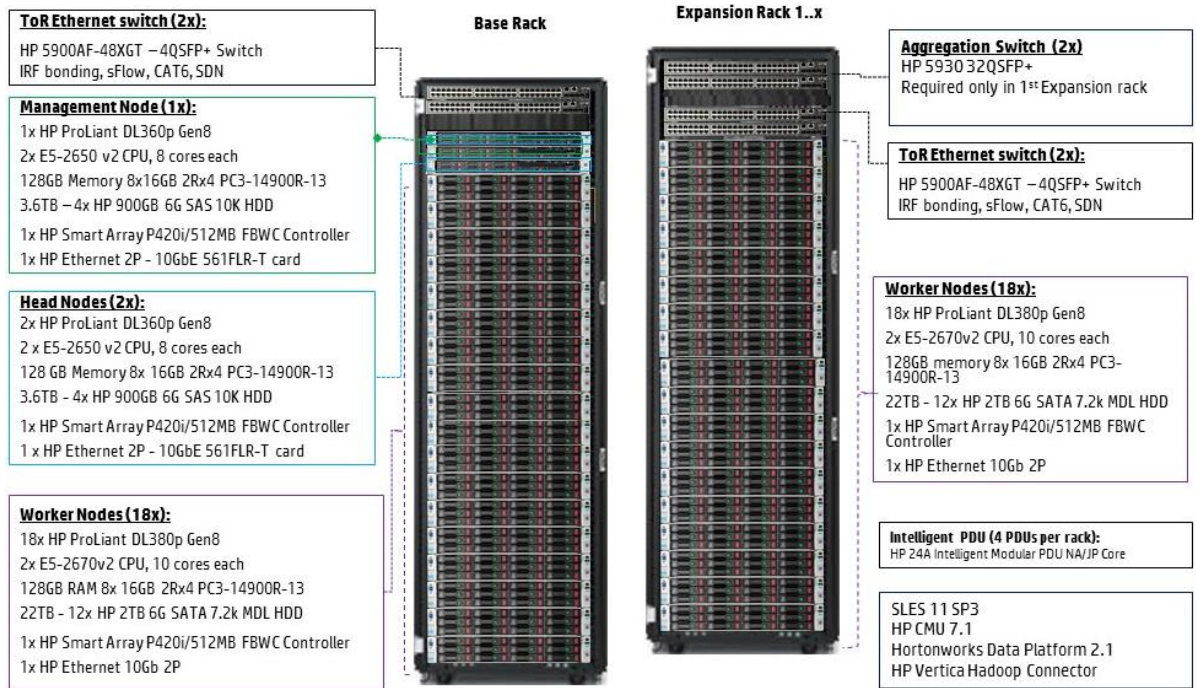 Base Rack
Expansion Rack 1..x
ToR Ethernet switch (2x):
HP 5900AF-48XGT – 4QSFP+ Switch
IRF bonding, sFlow, CAT6, SDN
Management Node (1x):
1x HP ProLiant DL360p Gen8
2x E5-2650 v2 CPU, 8 cores each
128GB Memory 8x16GB 2Rx4 PC3-14900R-13
3.6TB – 4x HP 900GB 6G SAS 10K HDD
1x HP Smart Array P420i/512MB FBWC Controller
1x HP Ethernet 2P - 10GbE 561FLR-T card
Head Nodes (2x):
2x HP ProLiant DL360p Gen8
2 x E5-2650 v2 CPU, 8 cores each
128 GB Memory 8x 16GB 2Rx4 PC3-14900R-13
3.6TB - 4x HP 900GB 6G SAS 10K HDD
1x HP Smart Array P420i/512MB FBWC Controller
1 x HP Ethernet 2P - 10GbE 561FLR-T card
Worker Nodes (18x):
18x HP ProLiant DL380p Gen8
2x E5-2670v2 CPU, 10 cores each
128GB RAM 8x 16GB 2Rx4 PC3-14900R-13
22TB - 12x HP 2TB 6G SATA 7.2k MDL HDD
1x HP Smart Array P420i/512MB FBWC Controller
1x HP Ethernet 10Gb 2P
Aggregation Switch (2x)
HP 5930 32QSFP+
Required only in 1st Expansion rack
ToR Ethernet switch (2x):
HP 5900AF-48XGT – 4QSFP+ Switch
IRF bonding, sFlow, CAT6, SDN
Worker Nodes (18x):
18x HP ProLiant DL380p Gen8
2x E5-2670v2 CPU, 10 cores each
128GB memory 8x 16GB 2Rx4 PC3-
14900R-13
22TB - 12x HP 2TB 6G SATA 7.2k MDL HDD
1x HP Smart Array P420i/512MB FBWC
Controller
1x HP Ethernet 10Gb 2P
Intelligent PDU (4 PDUs per rack):
HP 24A Intelligent Modular PDU NA/JP Core
SLES 11 SP3
HP CMU 7.1
Hortonworks Data Platform 2.1
HP Vertica Hadoop Connector